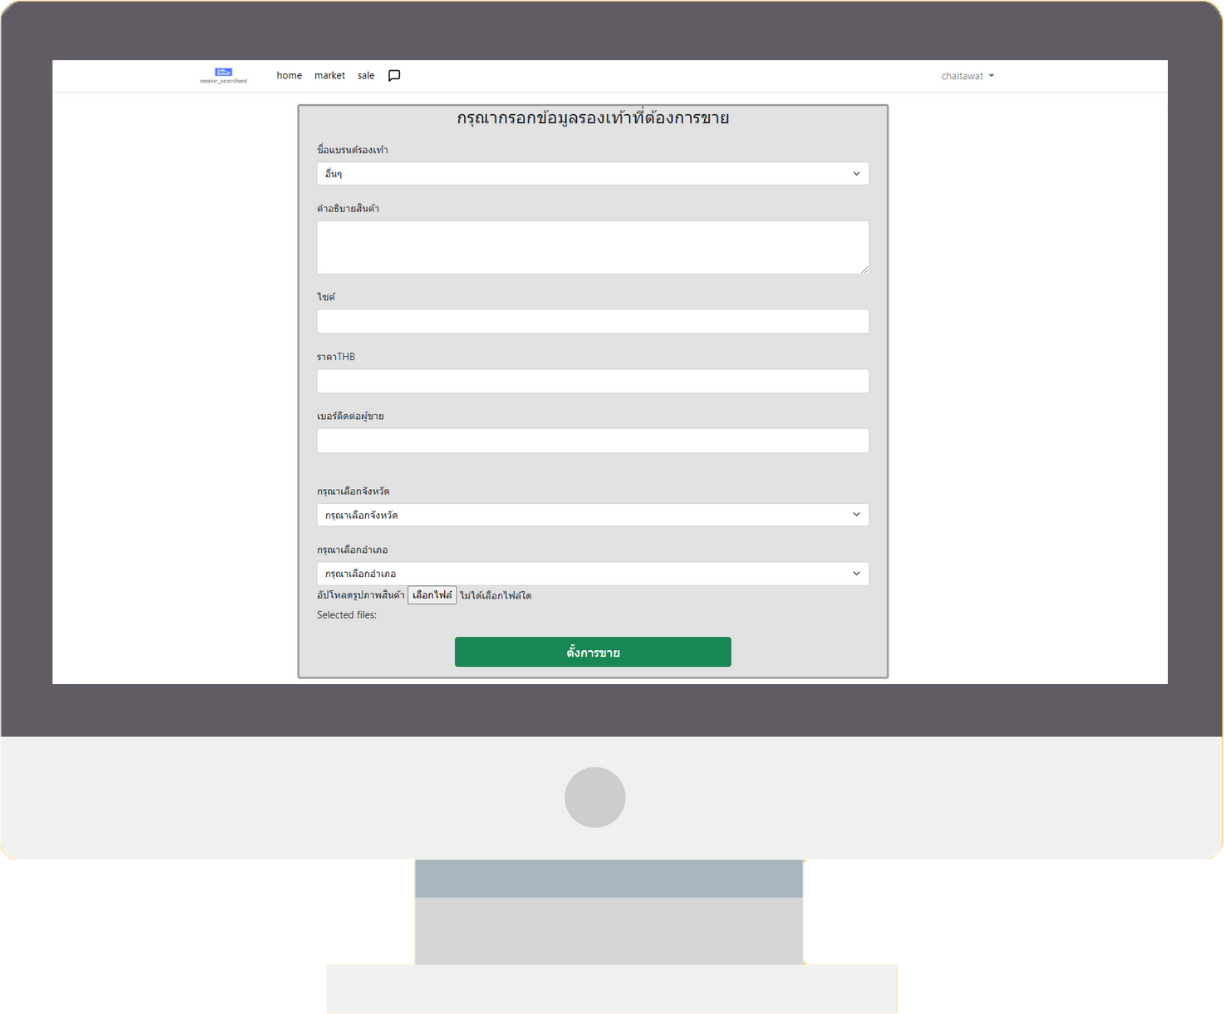 sneaker_secondhand
home market sale
chaitawat
กรุณากรอกข้อมูลรองเท้าที่ต้องการขาย
ชื่อแบรนด์รองเท้า
อื่นๆ
คำอธิบายสินค้า
ไซด์
ราคาTHB
เบอร์ติดต่อผู้ขาย
กรุณาเลือกจังหวัด
กรุณาเลือกจังหวัด
กรุณาเลือกอำเภอ
กรุณาเลือกอำเภอ
อัปโหลดรูปภาพสินค้า เลือกไฟล์ ไม่ได้เลือกไฟล์ใด
Selected files:
ตั้งการขาย